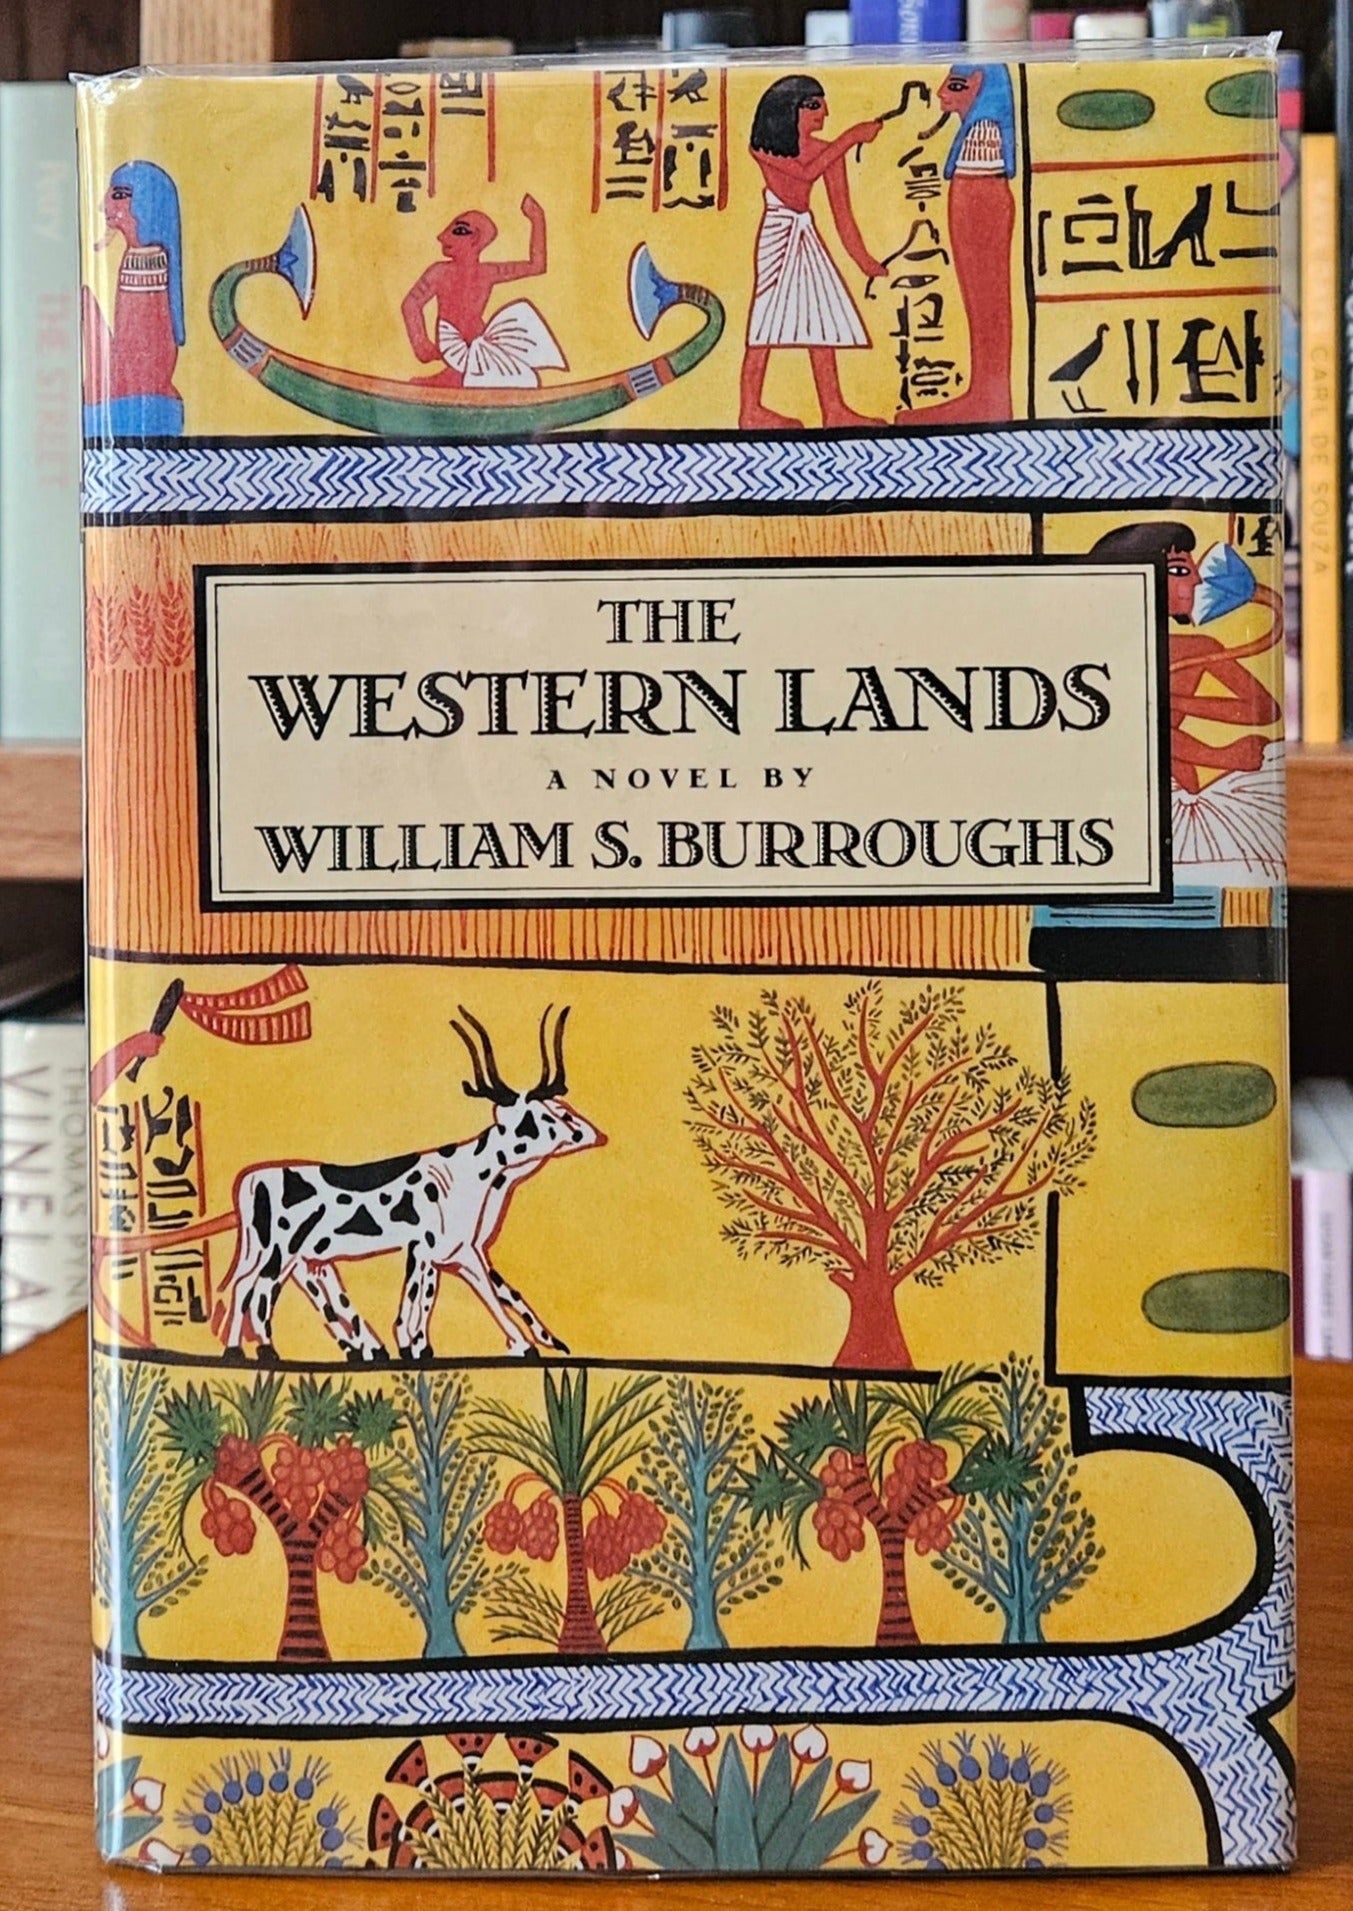 THE
WESTERN LANDS
A NOVEL BY
WILLIAM S. BURROUGHS
THE STREET
CARL DE SOUZA
THOMAS PYN
VINELA